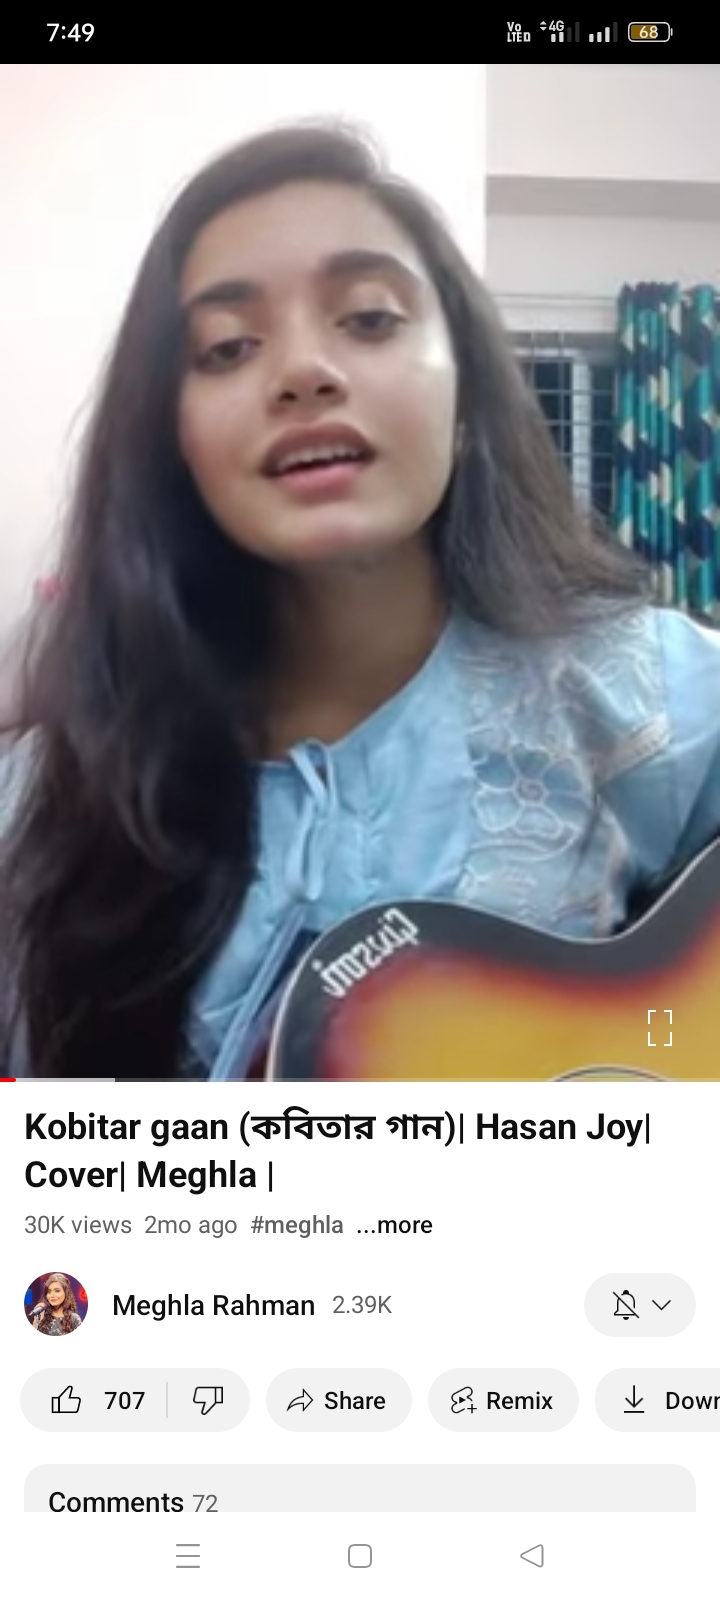 7:49
Vo LTE D 4G 68
Qiuswj
Kobitar gaan (কবিতার গান)| Hasan Joy|
Cover| Meghla |
30K views 2mo ago #meghla ...more
Meghla Rahman 2.39K
707 Share Remix Down
Comments 72